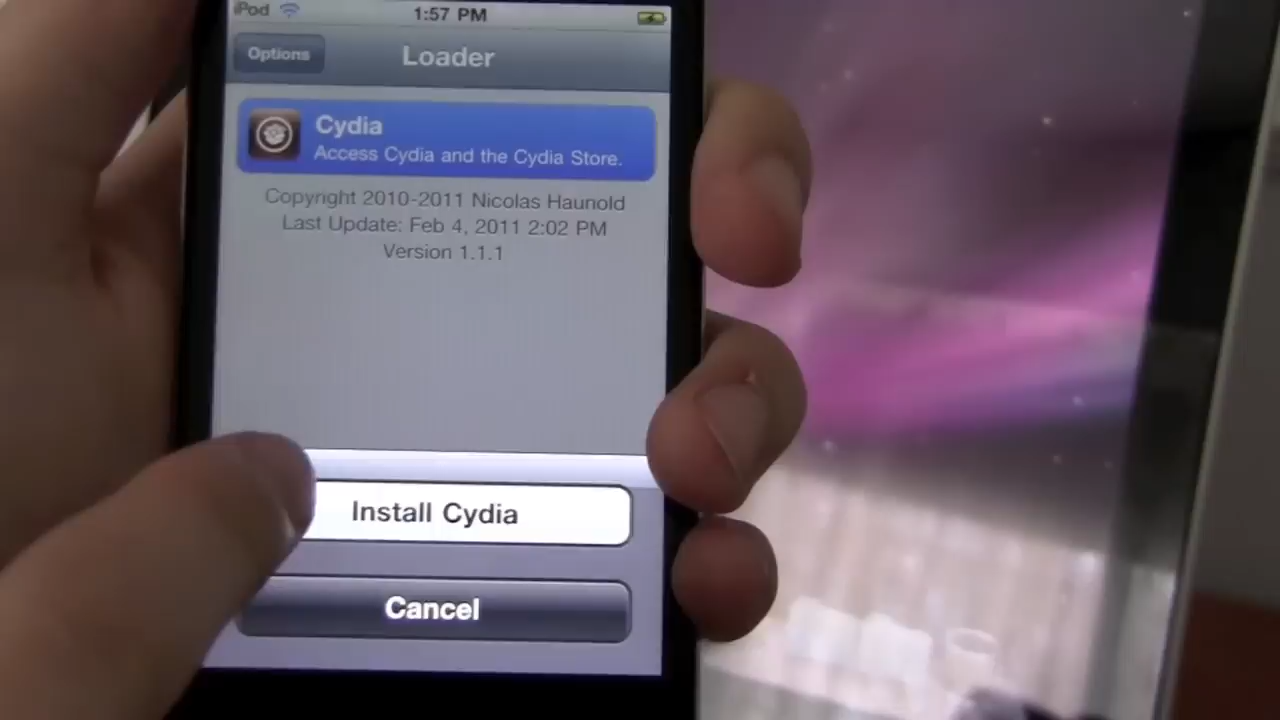 iPod 1:57 PM
Options Loader
Cydia
Access Cydia and the Cydia Store.
Copyright 2010-2011 Nicolas Haunold
Last Update: Feb 4, 2011 2:02 PM
Version 1.1.1
Install Cydia
Cancel